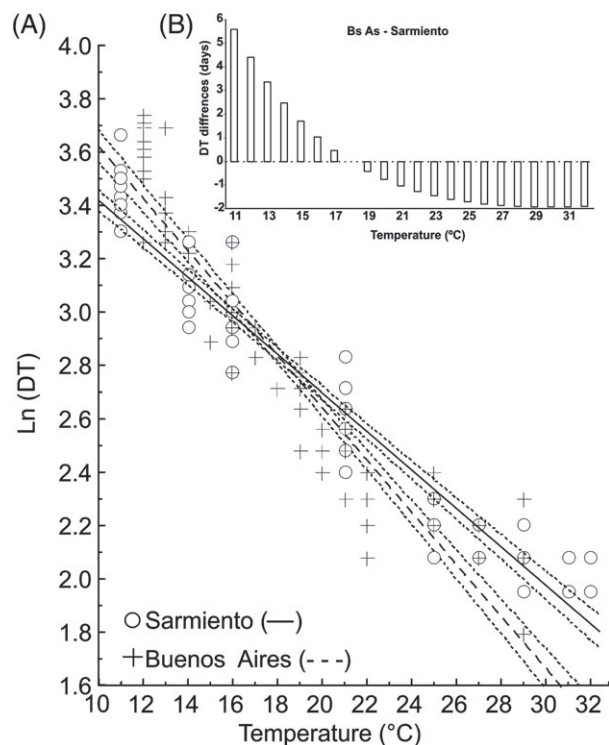 (A)
(B)
Bs As - Sarmiento
DT diffrences (days)
6
5
4
3
2
1
0
-1
-2
11 13 15 17 19 21 23 25 27 29 31
Temperature (ºC)
Ln (DT)
4.0
3.8
3.6
3.4
3.2
3.0
2.8
2.6
2.4
2.2
2.0
1.8
1.6
Sarmiento (—)
Buenos Aires (---)
10 12 14 16 18 20 22 24 26 28 30 32
Temperature (°C)